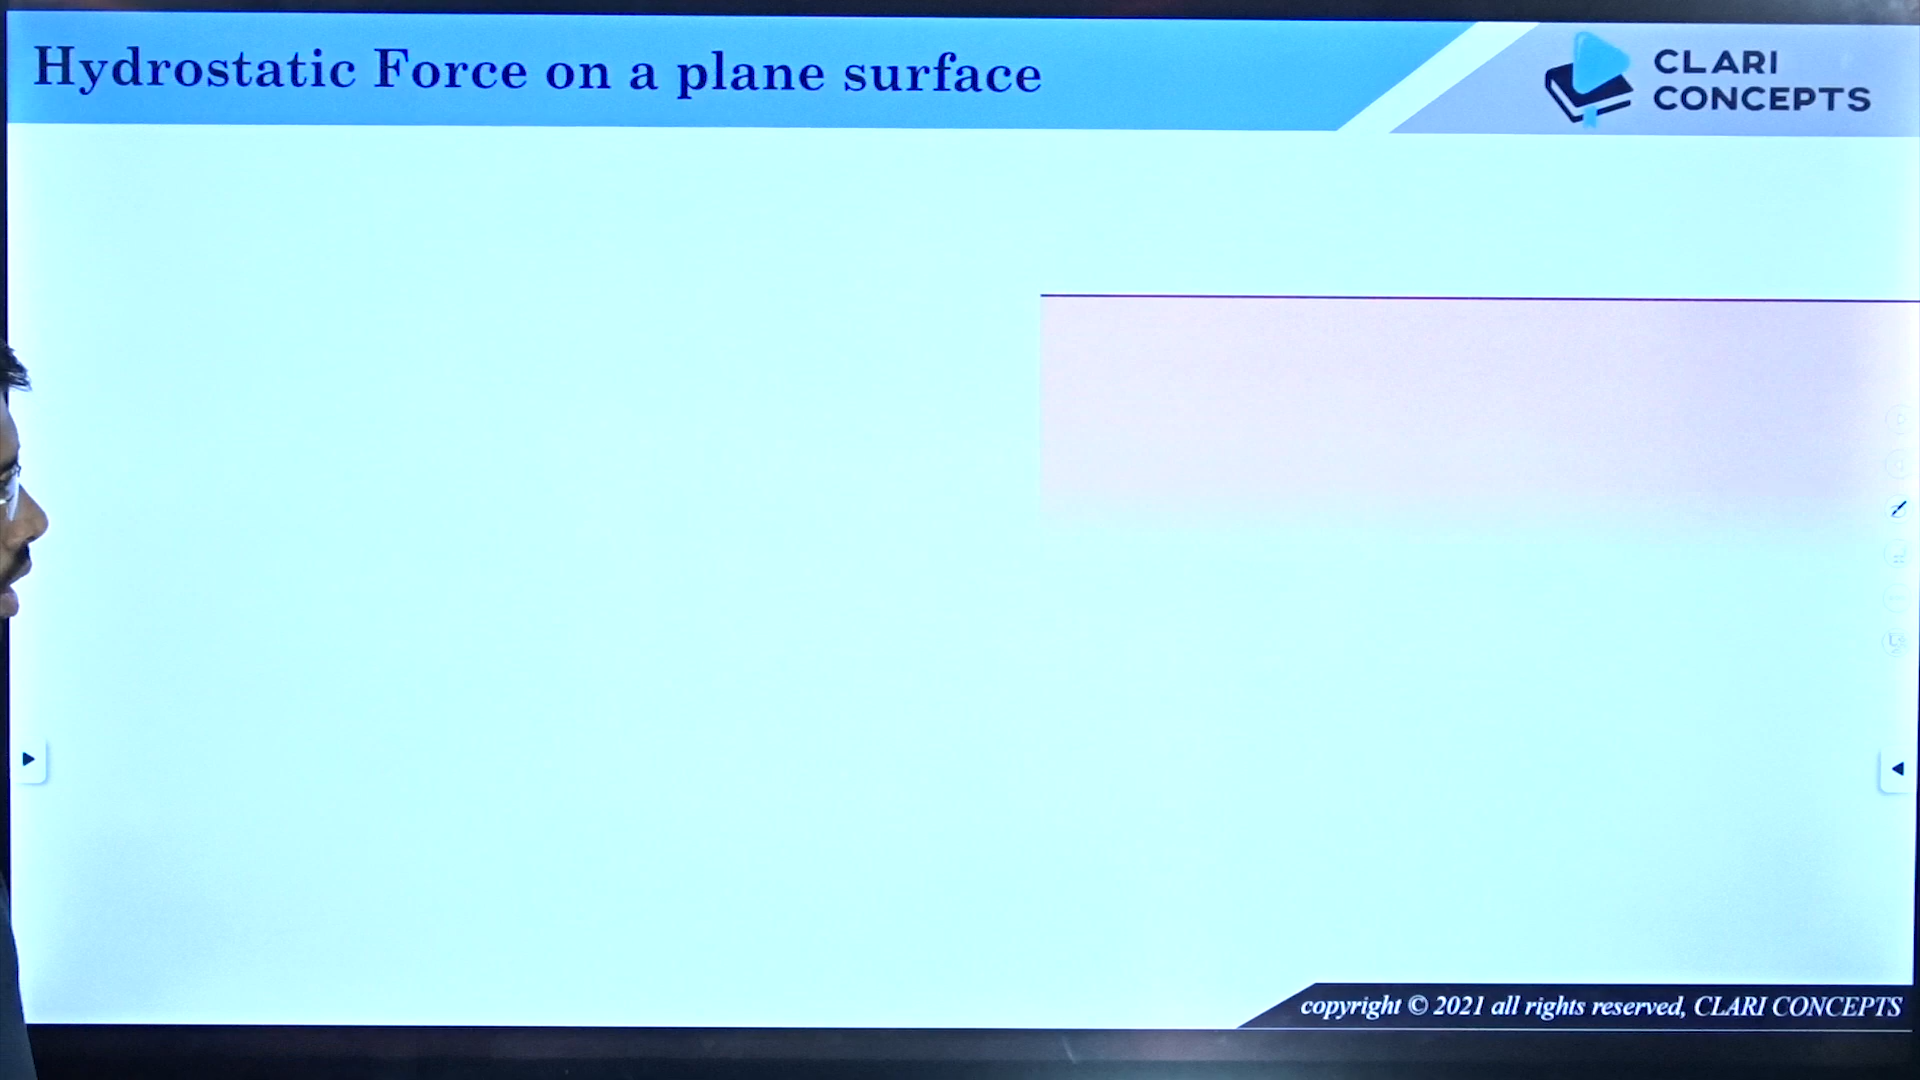 Hydrostatic Force on a plane surface
CLARI
CONCEPTS
copyright © 2021 all rights reserved, CLARI CONCEPTS